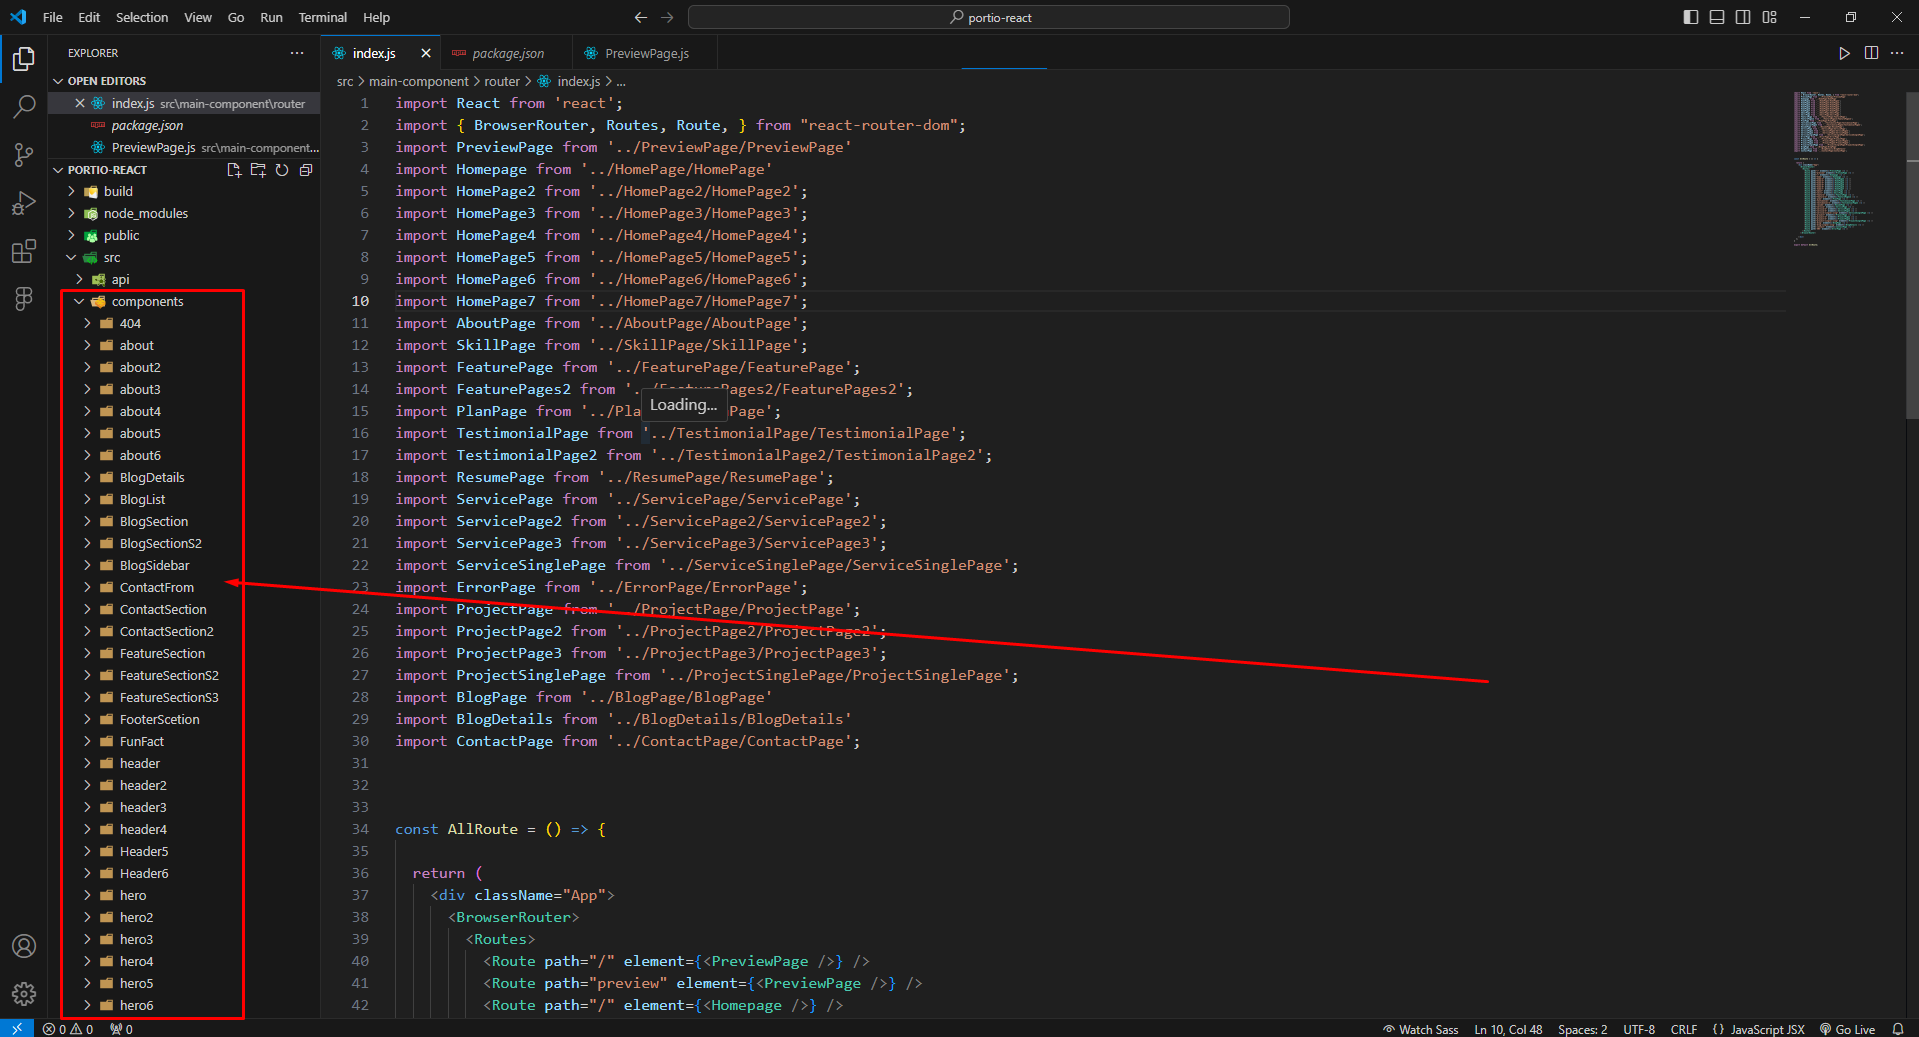 File Edit Selection View Go Run Terminal Help
portio-react
EXPLORER
OPEN EDITORS
index.js src\main-component\router
package.json
PreviewPage.js src\main-component...
PORTIO-REACT
build
node_modules
public
src
api
components
404
about
about2
about3
about4
about5
about6
BlogDetails
BlogList
BlogSection
BlogSectionS2
BlogSidebar
ContactFrom
ContactSection
ContactSection2
FeatureSection
FeatureSectionS2
FeatureSectionS3
FooterScetion
FunFact
header
header2
header3
header4
Header5
Header6
hero
hero2
hero3
hero4
hero5
hero6
index.js package.json PreviewPage.js
src > main-component > router > index.js > ...
1 import React from 'react';
2 import { BrowserRouter, Routes, Route, } from "react-router-dom";
3 import PreviewPage from '../PreviewPage/PreviewPage'
4 import Homepage from '../HomePage/HomePage'
5 import HomePage2 from '../HomePage2/HomePage2';
6 import HomePage3 from '../HomePage3/HomePage3';
7 import HomePage4 from '../HomePage4/HomePage4';
8 import HomePage5 from '../HomePage5/HomePage5';
9 import HomePage6 from '../HomePage6/HomePage6';
10 import HomePage7 from '../HomePage7/HomePage7';
11 import AboutPage from '../AboutPage/AboutPage';
12 import SkillPage from '../SkillPage/SkillPage';
13 import FeaturePage from '../FeaturePage/FeaturePage';
14 import FeaturePages2 from '../FeaturePages2/FeaturePages2';
15 import PlanPage from '../Pla Page';
Loading...
16 import TestimonialPage from '../TestimonialPage/TestimonialPage';
17 import TestimonialPage2 from '../TestimonialPage2/TestimonialPage2';
18 import ResumePage from '../ResumePage/ResumePage';
19 import ServicePage from '../ServicePage/ServicePage';
20 import ServicePage2 from '../ServicePage2/ServicePage2';
21 import ServicePage3 from '../ServicePage3/ServicePage3';
22 import ServiceSinglePage from '../ServiceSinglePage/ServiceSinglePage';
23 import ErrorPage from '../ErrorPage/ErrorPage';
24 import ProjectPage from '../ProjectPage/ProjectPage';
25 import ProjectPage2 from '../ProjectPage2/ProjectPage2';
26 import ProjectPage3 from '../ProjectPage3/ProjectPage3';
27 import ProjectSinglePage from '../ProjectSinglePage/ProjectSinglePage';
28 import BlogPage from '../BlogPage/BlogPage'
29 import BlogDetails from '../BlogDetails/BlogDetails'
30 import ContactPage from '../ContactPage/ContactPage';
31
32
33
34 const AllRoute = () => {
35
36 return (
37 <div className="App">
38 <BrowserRouter>
39 <Routes>
40 <Route path="/" element={<PreviewPage />} />
41 <Route path="preview" element={<PreviewPage />} />
42 <Route path="/" element={<Homepage />} />
0 0 0
Watch Sass Ln 10, Col 48 Spaces: 2 UTF-8 CRLF {} JavaScript JSX Go Live